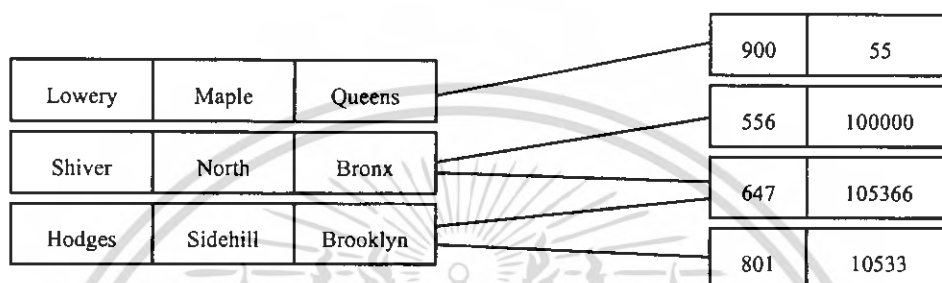 Lowery Maple Queens
Shiver North Bronx
Hodges Sidehill Brooklyn
900 55
556 100000
647 105366
801 10533